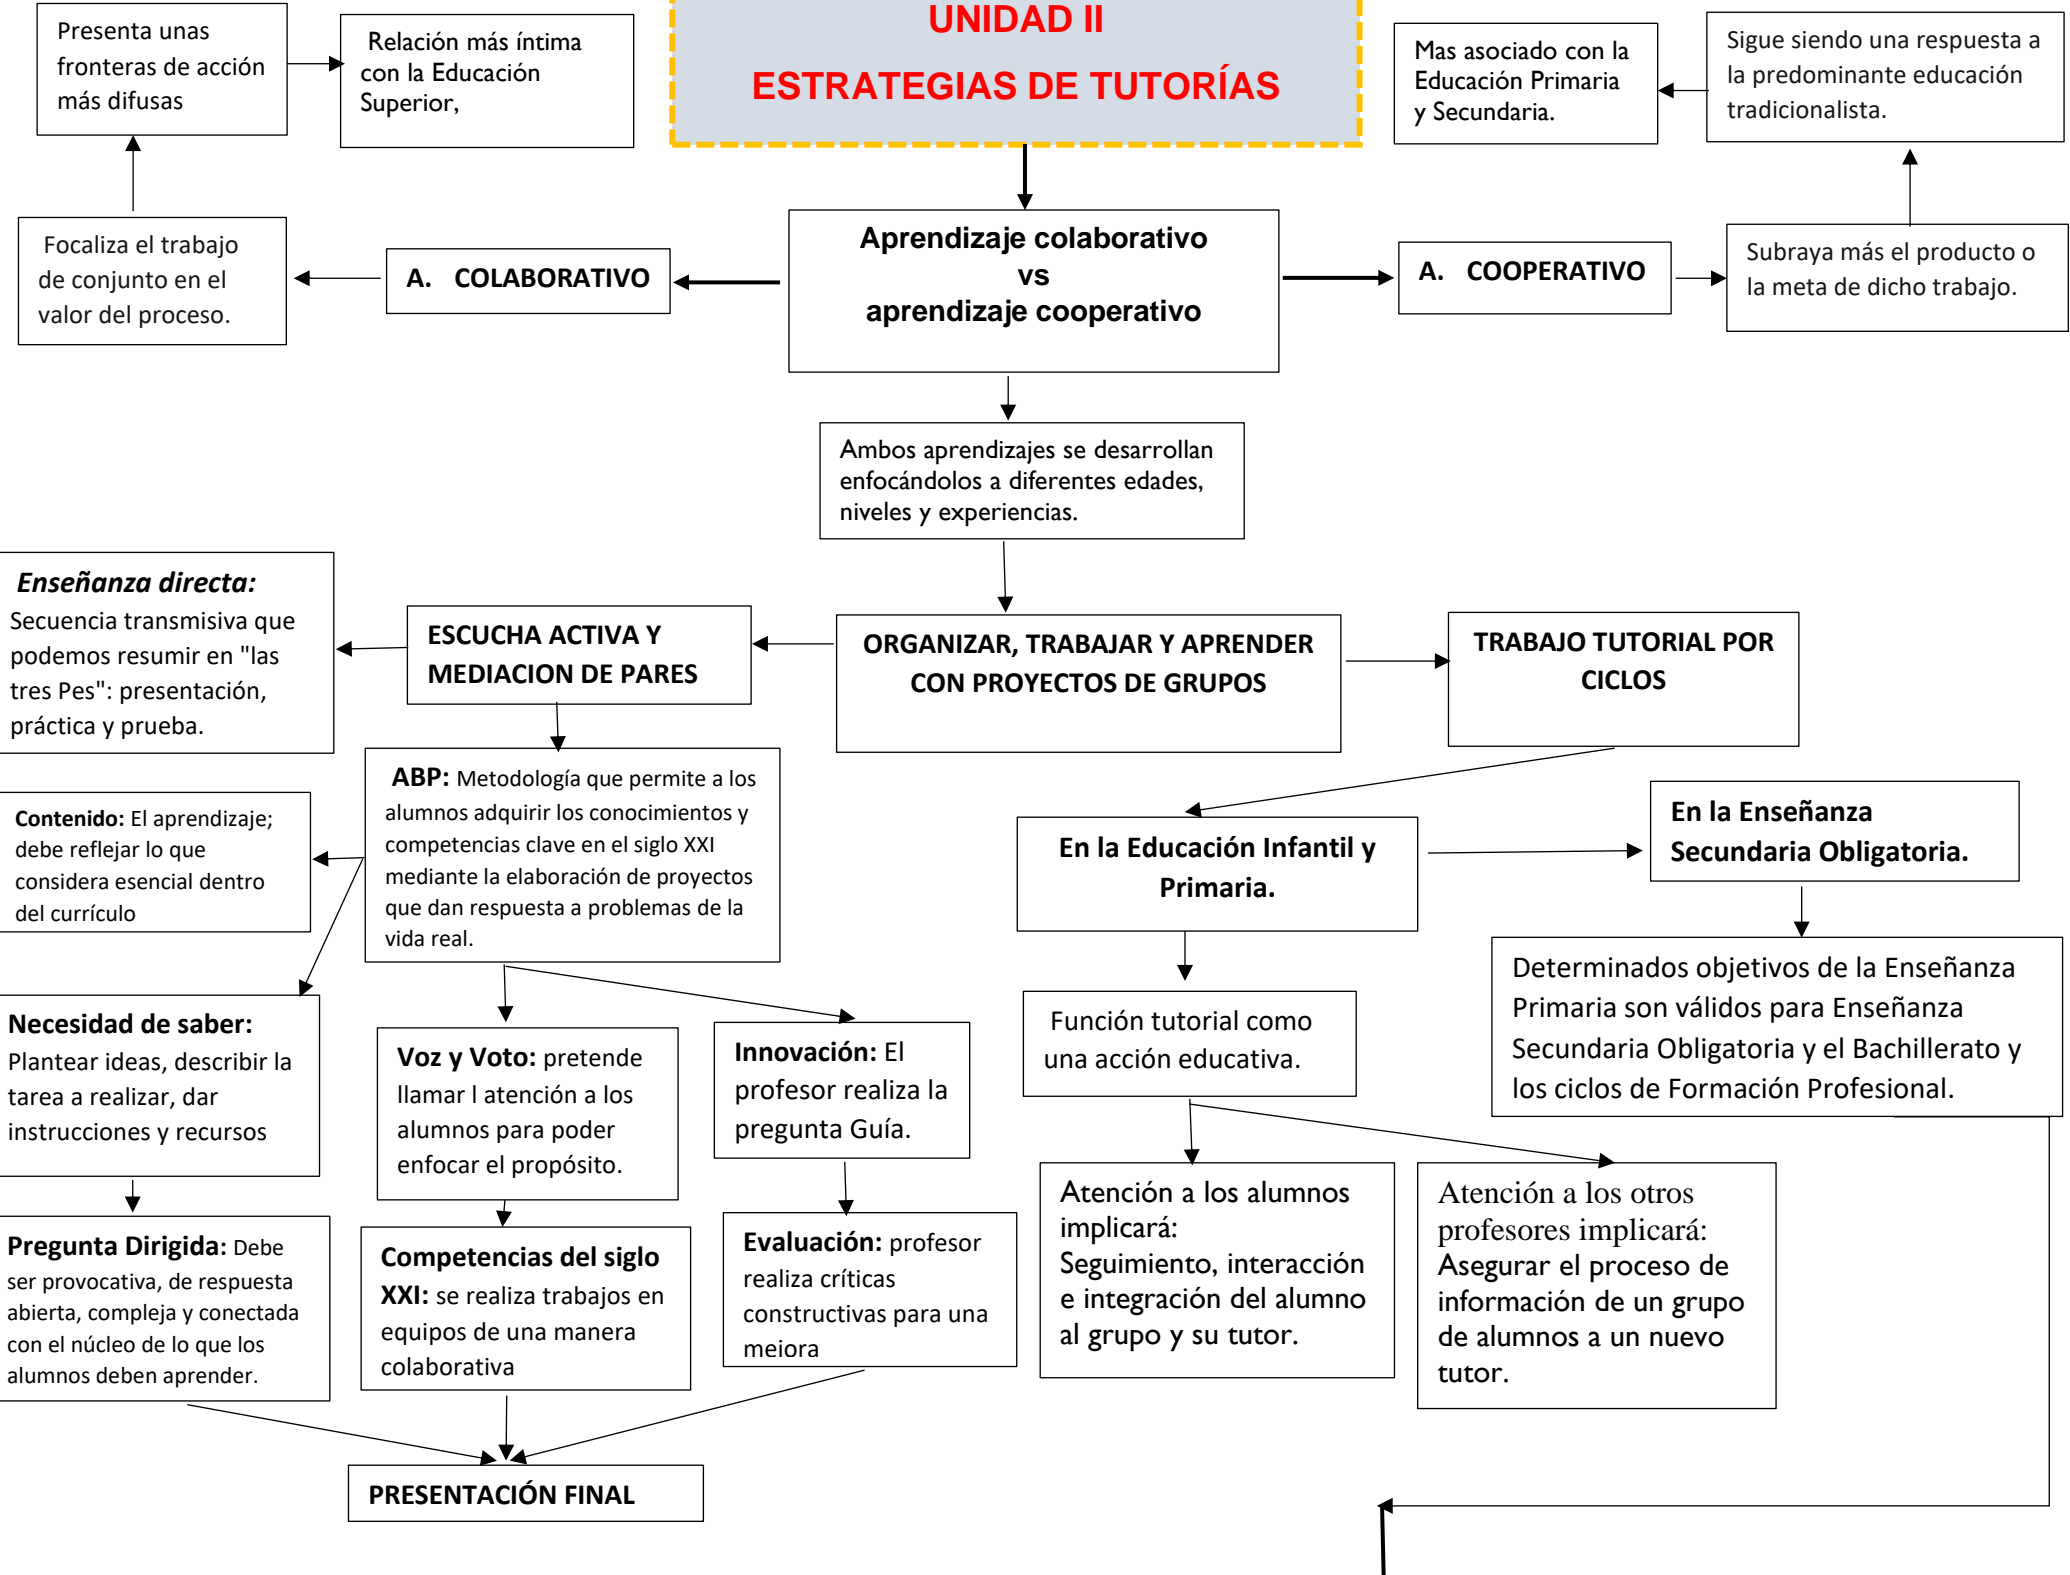 UNIDAD II
ESTRATEGIAS DE TUTORÍAS
Presenta unas
fronteras de acción
más difusas
Relación más íntima
con la Educación
Superior,
Mas asociado con la
Educación Primaria
y Secundaria.
Sigue siendo una respuesta a
la predominante educación
tradicionalista.
Focaliza el trabajo
de conjunto en el
valor del proceso.
A. COLABORATIVO
Aprendizaje colaborativo
vs
aprendizaje cooperativo
A. COOPERATIVO
Subraya más el producto o
la meta de dicho trabajo.
Ambos aprendizajes se desarrollan
enfocándolos a diferentes edades,
niveles y experiencias.
Enseñanza directa:
Secuencia transmisiva que
podemos resumir en "las
tres Pes": presentación,
práctica y prueba.
ESCUCHA ACTIVA Y
MEDIACION DE PARES
ORGANIZAR, TRABAJAR Y APRENDER
CON PROYECTOS DE GRUPOS
TRABAJO TUTORIAL POR
CICLOS
ABP: Metodología que permite a los
alumnos adquirir los conocimientos y
competencias clave en el siglo XXI
mediante la elaboración de proyectos
que dan respuesta a problemas de la
vida real.
Contenido: El aprendizaje;
debe reflejar lo que
considera esencial dentro
del currículo
En la Educación Infantil y
Primaria.
En la Enseñanza
Secundaria Obligatoria.
Necesidad de saber:
Plantear ideas, describir la
tarea a realizar, dar
instrucciones y recursos
Voz y Voto: pretende
llamar l atención a los
alumnos para poder
enfocar el propósito.
Innovación: El
profesor realiza la
pregunta Guía.
Función tutorial como
una acción educativa.
Determinados objetivos de la Enseñanza
Primaria son válidos para Enseñanza
Secundaria Obligatoria y el Bachillerato y
los ciclos de Formación Profesional.
Pregunta Dirigida: Debe
ser provocativa, de respuesta
abierta, compleja y conectada
con el núcleo de lo que los
alumnos deben aprender.
Competencias del siglo
XXI: se realiza trabajos en
equipos de una manera
colaborativa
Evaluación: profesor
realiza críticas
constructivas para una
mejora
Atención a los alumnos
implicará:
Seguimiento, interacción
e integración del alumno
al grupo y su tutor.
Atención a los otros
profesores implicará:
Asegurar el proceso de
información de un grupo
de alumnos a un nuevo
tutor.
PRESENTACIÓN FINAL